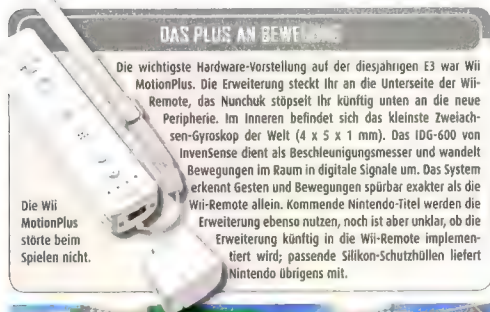 DAS PLUS AN BEWE
Die wichtigste Hardware-Vorstellung auf der diesjährigen E3 war Wii
MotionPlus. Die Erweiterung steckt Ihr an die Unterseite der Wii-
Remote, das Nunchuk stöpselt Ihr künftig unten an die neue
Peripherie. Im Inneren befindet sich das kleinste Zweiach-
sen-Gyroskop der Welt (4 x 5 x 1 mm). Das IDG-600 von
InvenSense dient als Beschleunigungsmesser und wandelt
Bewegungen im Raum in digitale Signale um. Das System
erkennt Gesten und Bewegungen spürbar exakter als die
Wii-Remote allein. Kommende Nintendo-Titel werden die
Erweiterung ebenso nutzen, noch ist aber unklar, ob die
Erweiterung künftig in die Wii-Remote implemen-
tiert wird; passende Silikon-Schutzhüllen liefert
Nintendo übrigens mit.
Die Wii
MotionPlus
störte beim
Spielen nicht.